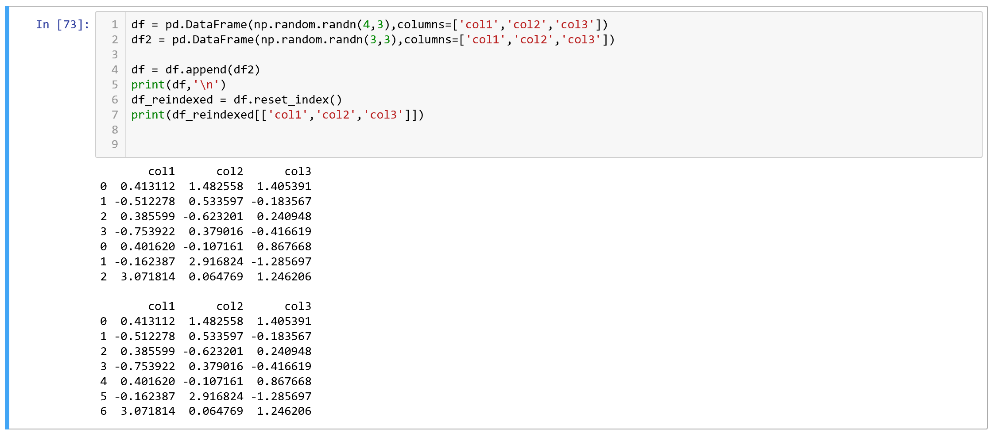 In [73]:
1 df = pd.DataFrame(np.random.randn(4,3),columns=['col1','col2','col3'])
2 df2 = pd.DataFrame(np.random.randn(3,3),columns=['col1','col2','col3'])
3
4 df = df.append(df2)
5 print(df,'\n')
6 df_reindexed = df.reset_index()
7 print(df_reindexed[['col1','col2','col3']])
8
9
       col1      col2      col3
0  0.413112  1.482558  1.405391
1 -0.512278  0.533597 -0.183567
2  0.385599 -0.623201  0.240948
3 -0.753922  0.379016 -0.416619
0  0.401620 -0.107161  0.867668
1 -0.162387  2.916824 -1.285697
2  3.071814  0.064769  1.246206
       col1      col2      col3
0  0.413112  1.482558  1.405391
1 -0.512278  0.533597 -0.183567
2  0.385599 -0.623201  0.240948
3 -0.753922  0.379016 -0.416619
4  0.401620 -0.107161  0.867668
5 -0.162387  2.916824 -1.285697
6  3.071814  0.064769  1.246206